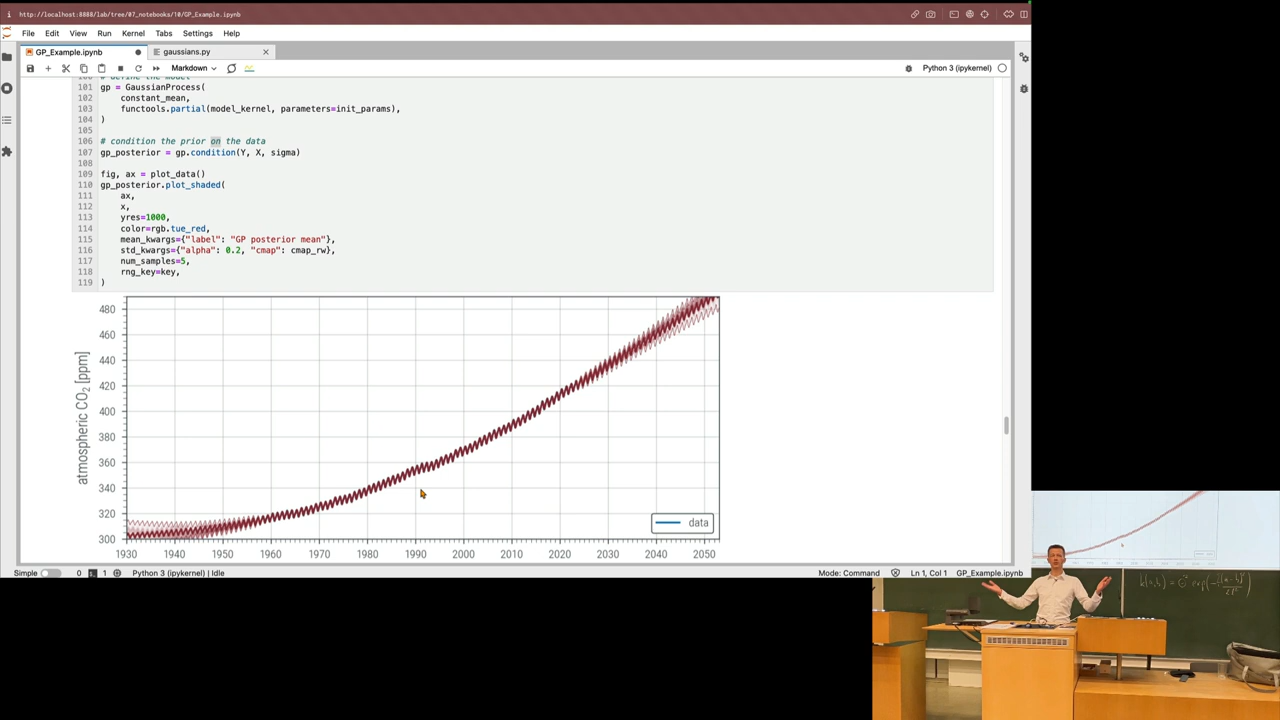 http://localhost:8888/lab/tree/07_notebooks/10/GP_Example.ipynb
File Edit View Run Kernel Tabs Settings Help
GP_Example.ipynb gaussians.py
Markdown Python 3 (ipykernel)
101 gp = GaussianProcess(
102 constant_mean,
103 functools.partial(model_kernel, parameters=init_params),
104 )
105
106 # condition the prior on the data
107 gp_posterior = gp.condition(Y, X, sigma)
108
109 fig, ax = plot_data()
110 gp_posterior.plot_shaded(
111 ax,
112 x,
113 yres=1000,
114 color=rgb.tue_red,
115 mean_kwargs={"label": "GP posterior mean"},
116 std_kwargs={"alpha": 0.2, "cmap": cmap_rw},
117 num_samples=5,
118 rng_key=key,
119 )
atmospheric CO₂ [ppm]
480
460
440
420
400
380
360
340
320
300
data
1930 1940 1950 1960 1970 1980 1990 2000 2010 2020 2030 2040 2050
Simple 0 1 Python 3 (ipykernel) | Idle Mode: Command Ln 1, Col 1 GP_Example.ipynb